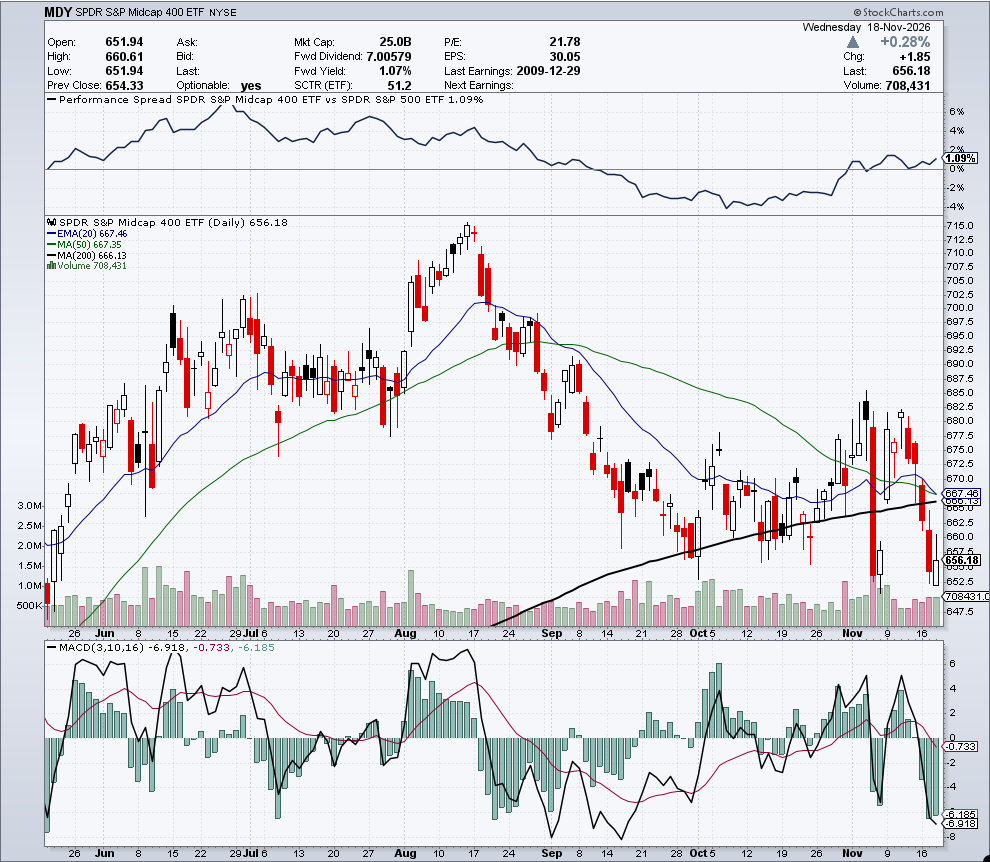 MDY SPDR S&P Midcap 400 ETF NYSE
© StockCharts.com
Wednesday 18-Nov-2026
Open: 651.94 Ask: Mkt Cap: 25.0B P/E: 21.78 +0.28%
High: 660.61 Bid: Fwd Dividend: 7.00579 EPS: 30.05 Chg: +1.85
Low: 651.94 Last: Fwd Yield: 1.07% Last Earnings: 2009-12-29 Last: 656.18
Prev Close: 654.33 Optionable: yes SCTR (ETF): 51.2 Next Earnings: Volume: 708,431
Performance Spread SPDR S&P Midcap 400 ETF vs SPDR S&P 500 ETF 1.09%
6%
4%
2%
1.09%
0%
-2%
-4%
SPDR S&P Midcap 400 ETF (Daily) 656.18
EMA(20) 667.46
MA(50) 667.35
MA(200) 666.13
Volume 708,431
715.0
712.5
710.0
707.5
705.0
702.5
700.0
697.5
695.0
692.5
690.0
687.5
685.0
682.5
680.0
677.5
675.0
672.5
670.0
667.46
666.13
665.0
662.5
660.0
657.5
656.18
652.5
708431.0
647.5
3.0M
2.5M
2.0M
1.5M
1.0M
500K
26 Jun 8 15 22 29 Jul 6 13 20 27 Aug 10 17 24 Sep 8 14 21 28 Oct 5 12 19 26 Nov 9 16
MACD(3,10,16) -6.918, -0.733, -6.185
6
4
2
0
-0.733
-2
-4
-6.185
-6.918
-8
26 Jun 8 15 22 29 Jul 6 13 20 27 Aug 10 17 24 Sep 8 14 21 28 Oct 5 12 19 26 Nov 9 16